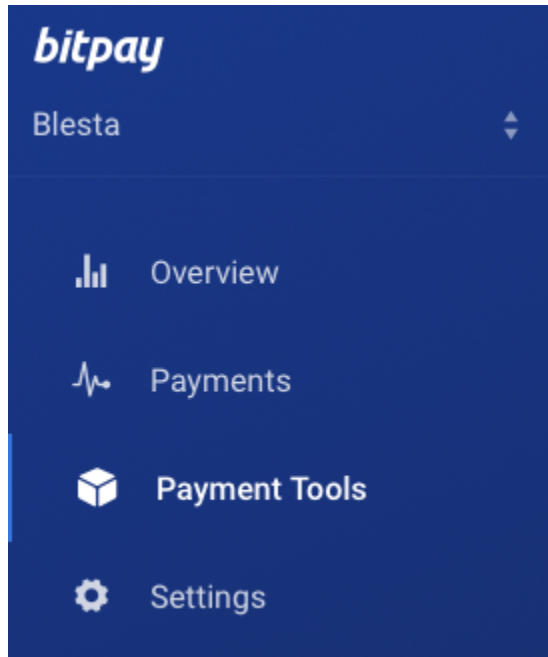 bitpay
Blesta
Overview
Payments
Payment Tools
Settings